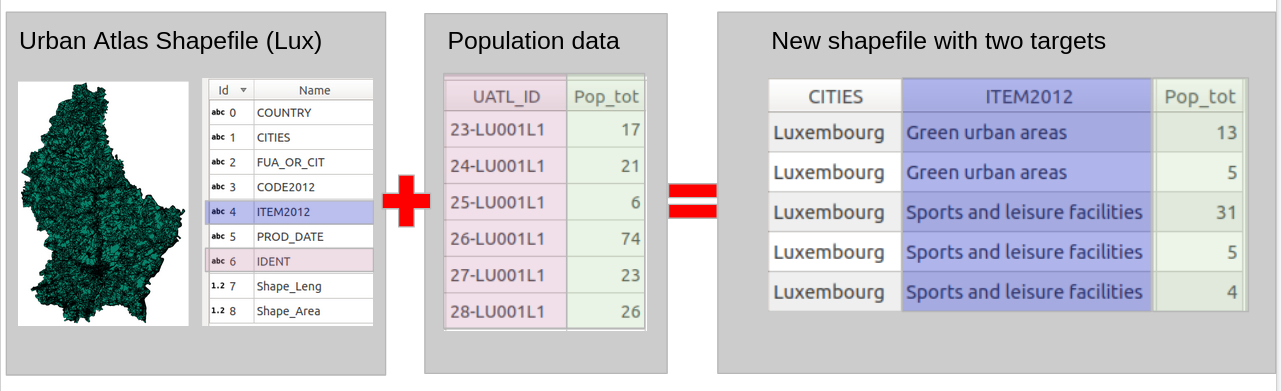 Urban Atlas Shapefile (Lux)
Id Name
abc 0 COUNTRY
abc 1 CITIES
abc 2 FUA_OR_CIT
abc 3 CODE2012
abc 4 ITEM2012
abc 5 PROD_DATE
abc 6 IDENT
1.2 7 Shape_Leng
1.2 8 Shape_Area
Population data
UATL_ID Pop_tot
23-LU001L1 17
24-LU001L1 21
25-LU001L1 6
26-LU001L1 74
27-LU001L1 23
28-LU001L1 26
New shapefile with two targets
CITIES ITEM2012 Pop_tot
Luxembourg Green urban areas 13
Luxembourg Green urban areas 5
Luxembourg Sports and leisure facilities 31
Luxembourg Sports and leisure facilities 5
Luxembourg Sports and leisure facilities 4